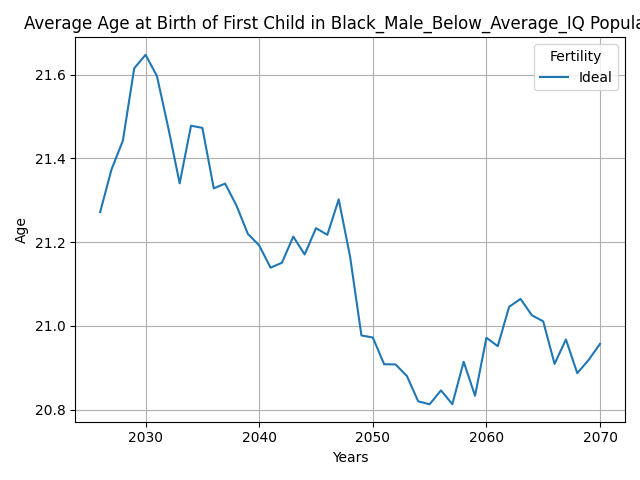 Average Age at Birth of First Child in Black_Male_Below_Average_IQ Popula
Fertility
Ideal
21.6
21.4
21.2
21.0
20.8
Age
2030 2040 2050 2060 2070
Years